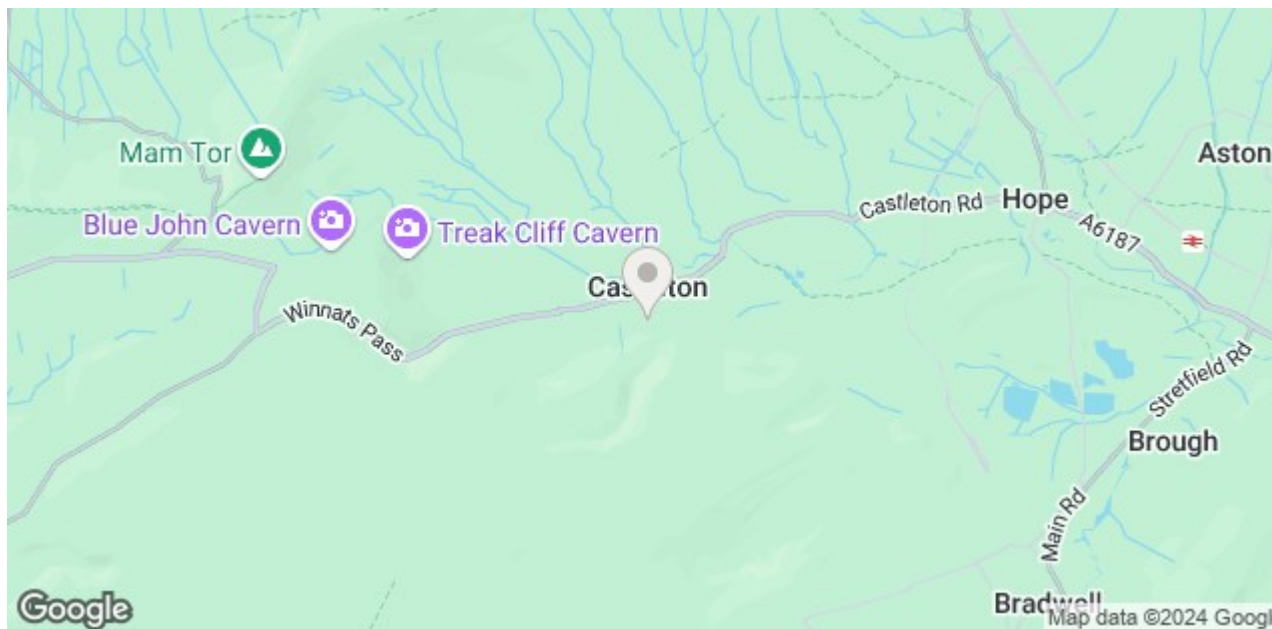 Mam Tor
Aston
Blue John Cavern
Treak Cliff Cavern
Castleton Rd
Hope
A6187
Castleton
Winnats Pass
Stretfield Rd
Brough
Main Rd
Bradwell
Google
Map data ©2024 Googl